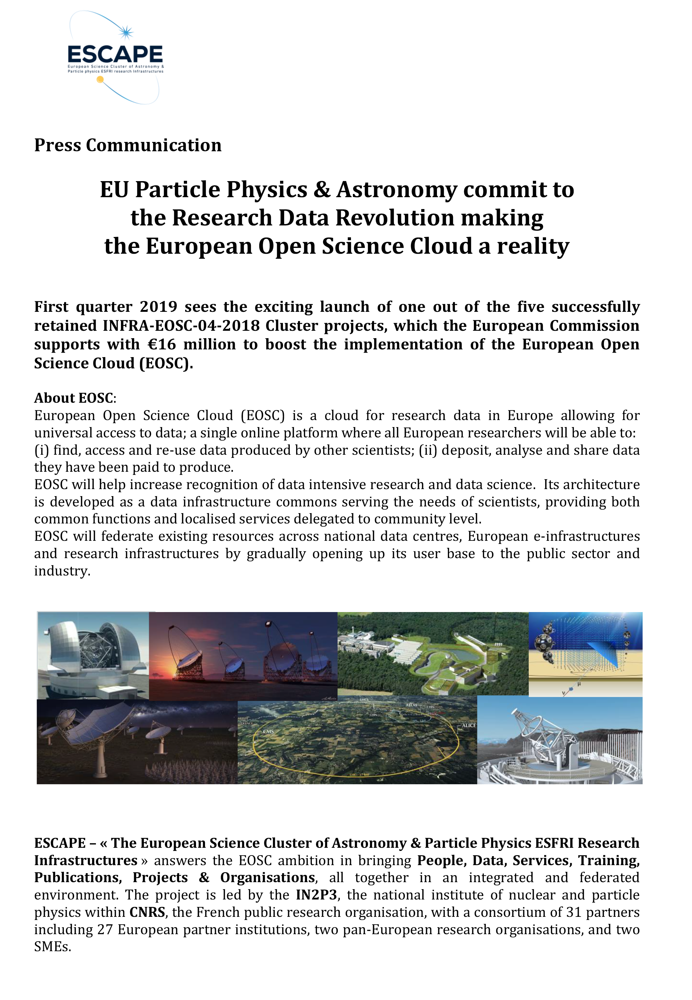 ESCAPE
European Science Cluster of Astronomy &
Particle physics ESFRI research Infrastructures
Press Communication
EU Particle Physics & Astronomy commit to
the Research Data Revolution making
the European Open Science Cloud a reality
First quarter 2019 sees the exciting launch of one out of the five successfully
retained INFRA-EOSC-04-2018 Cluster projects, which the European Commission
supports with €16 million to boost the implementation of the European Open
Science Cloud (EOSC).
About EOSC:
European Open Science Cloud (EOSC) is a cloud for research data in Europe allowing for
universal access to data; a single online platform where all European researchers will be able to:
(i) find, access and re-use data produced by other scientists; (ii) deposit, analyse and share data
they have been paid to produce.
EOSC will help increase recognition of data intensive research and data science. Its architecture
is developed as a data infrastructure commons serving the needs of scientists, providing both
common functions and localised services delegated to community level.
EOSC will federate existing resources across national data centres, European e-infrastructures
and research infrastructures by gradually opening up its user base to the public sector and
industry.
μ
ν
LHCb
ATLAS
CERN
CERN
SUISSE
FRANCE
ALICE
CMS
LHC 27 km
ESCAPE – « The European Science Cluster of Astronomy & Particle Physics ESFRI Research
Infrastructures » answers the EOSC ambition in bringing People, Data, Services, Training,
Publications, Projects & Organisations, all together in an integrated and federated
environment. The project is led by the IN2P3, the national institute of nuclear and particle
physics within CNRS, the French public research organisation, with a consortium of 31 partners
including 27 European partner institutions, two pan-European research organisations, and two
SMEs.